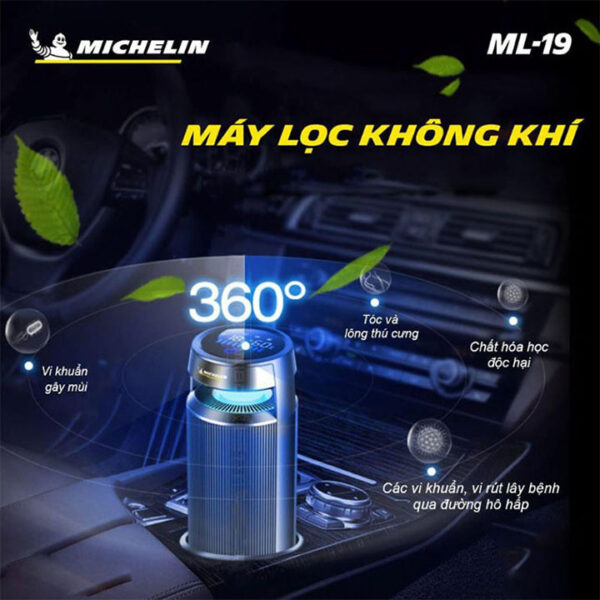 MICHELIN
ML-19
MÁY LỌC KHÔNG KHÍ
360°
Tóc và
lông thú cưng
Chất hóa học
độc hại
Vi khuẩn
gây mùi
MICHELIN
Các vi khuẩn, vi rút lây bệnh
qua đường hô hấp